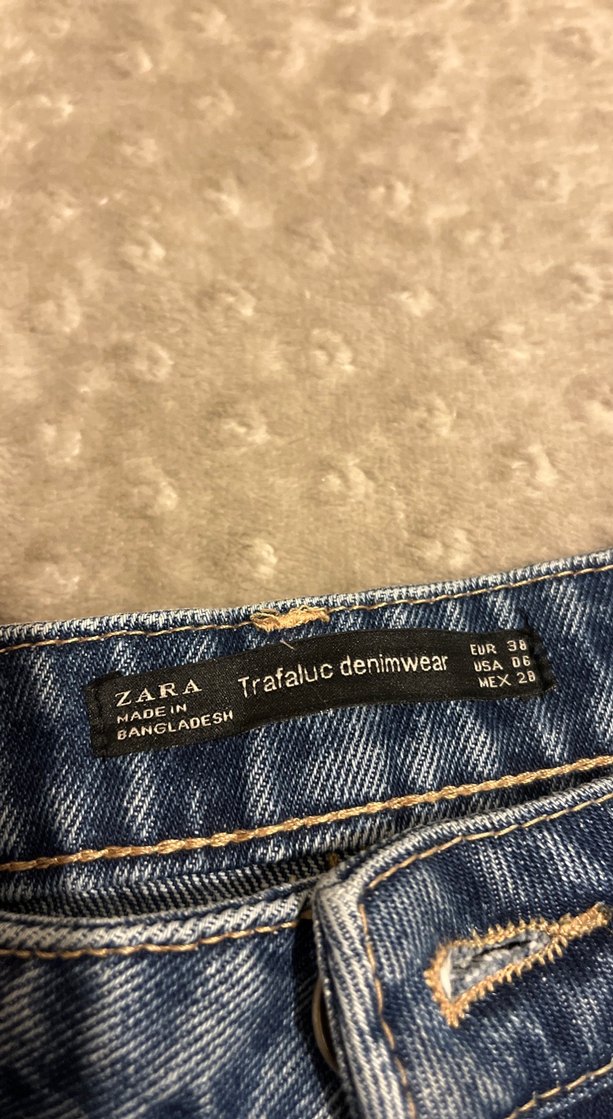 ZARA
MADE IN
BANGLADESH
Trafaluc denimwear
EUR 38
USA 06
MEX 28